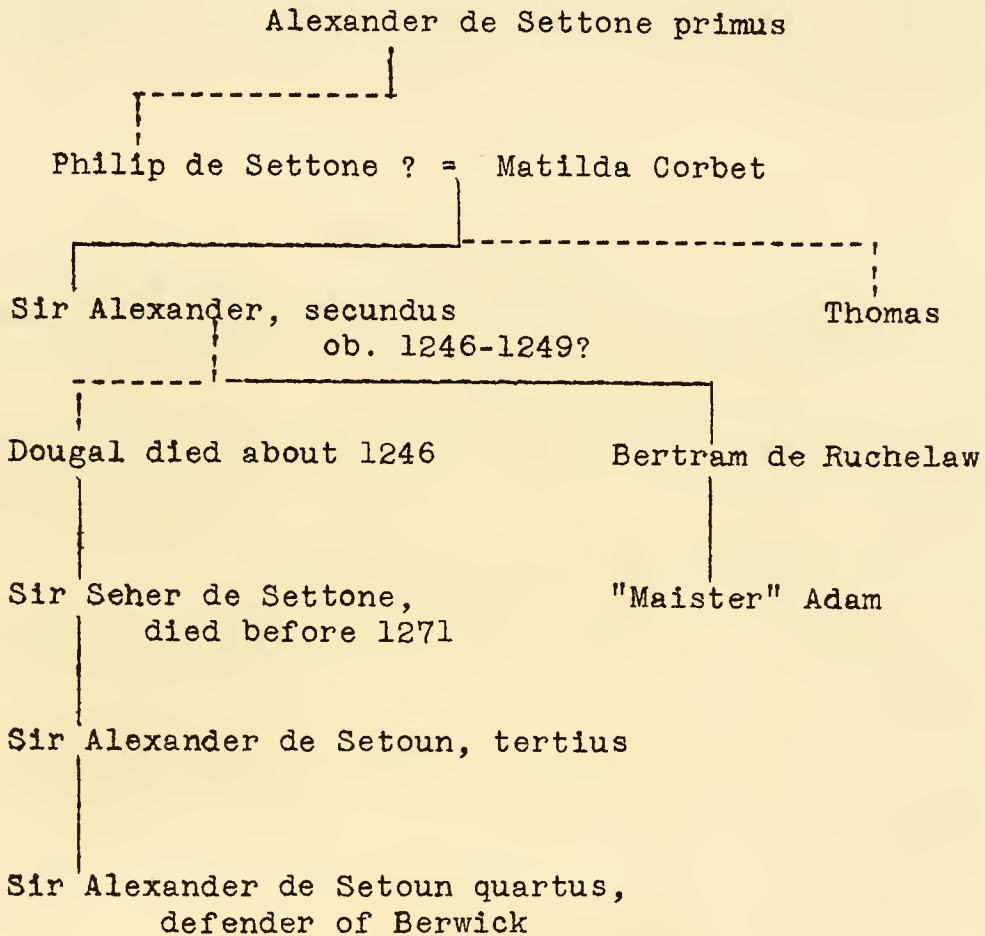 Alexander de Settone primus
Philip de Settone ? = Matilda Corbet
Sir Alexander, secundus
ob. 1246-1249?
Thomas
Dougal died about 1246
Bertram de Ruchelaw
Sir Seher de Settone,
died before 1271
"Maister" Adam
Sir Alexander de Setoun, tertius
Sir Alexander de Setoun quartus,
defender of Berwick